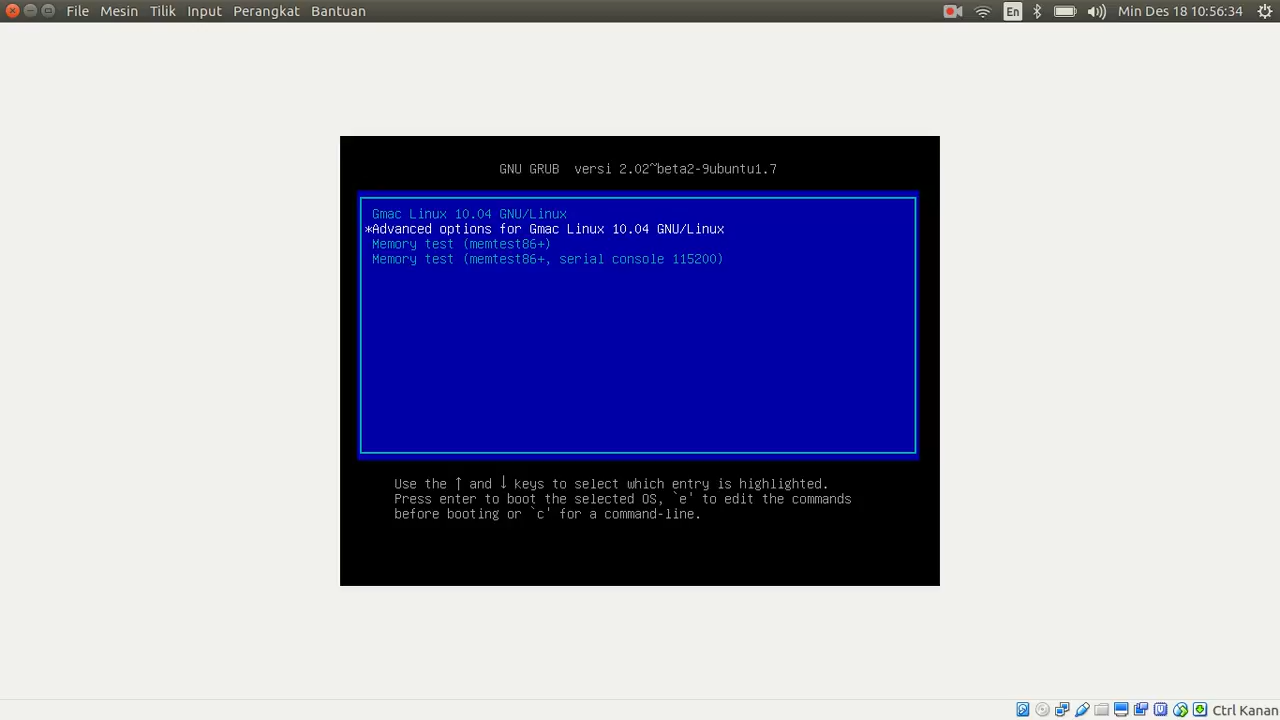 File Mesin Tilik Input Perangkat Bantuan En Min Des 18 10:56:34
GNU GRUB versi 2.02~beta2-9ubuntu1.7
Gmac Linux 10.04 GNU/Linux
*Advanced options for Gmac Linux 10.04 GNU/Linux
Memory test (memtest86+)
Memory test (memtest86+, serial console 115200)
Use the ↑ and ↓ keys to select which entry is highlighted.
Press enter to boot the selected OS, `e' to edit the commands
before booting or `c' for a command-line.
Ctrl Kanan